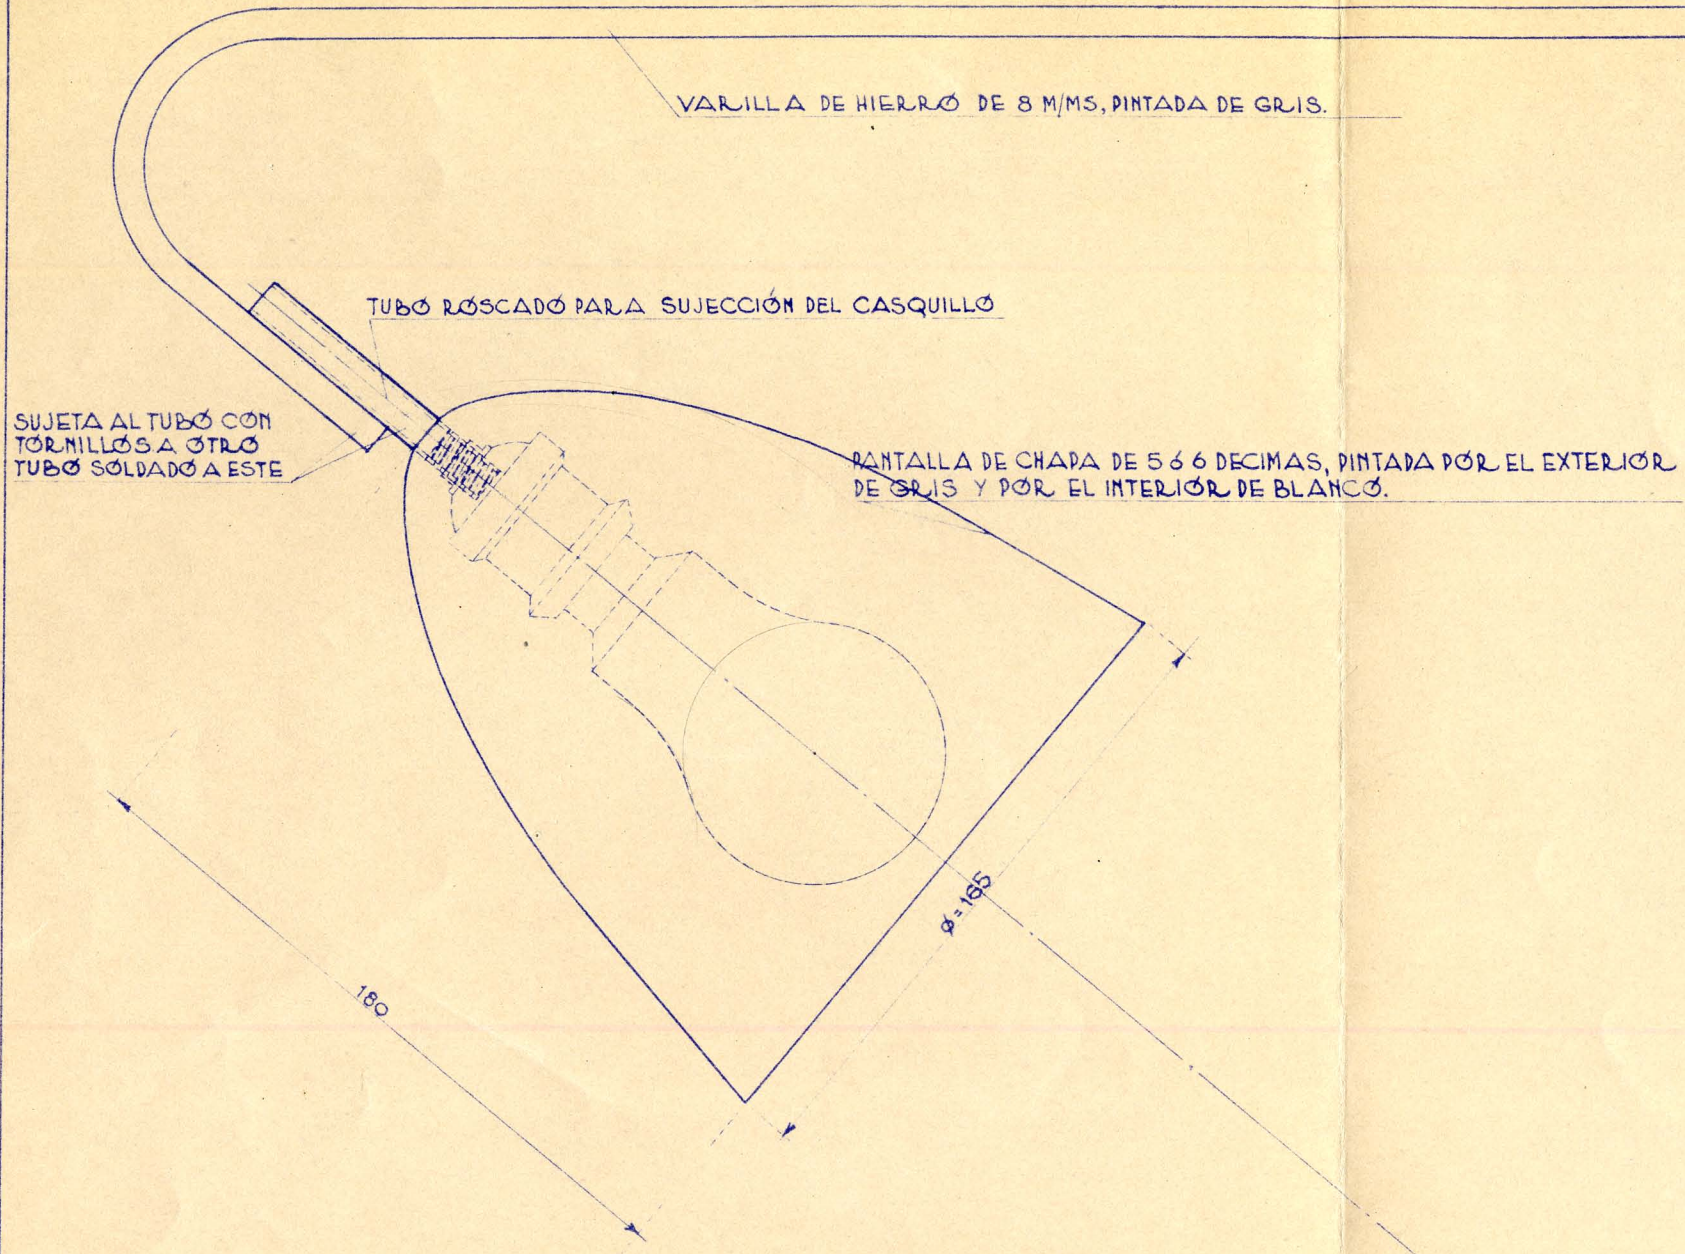 VARILLA DE HIERRO DE 8 M/MS, PINTADA DE GRIS.
TUBO ROSCADO PARA SUJECCIÓN DEL CASQUILLO
SUJETA AL TUBO CON
TORNILLOS A OTRO
TUBO SOLDADO A ESTE
PANTALLA DE CHAPA DE 5 ó 6 DECIMAS, PINTADA POR EL EXTERIOR
DE GRIS Y POR EL INTERIOR DE BLANCO.
ø=165
180